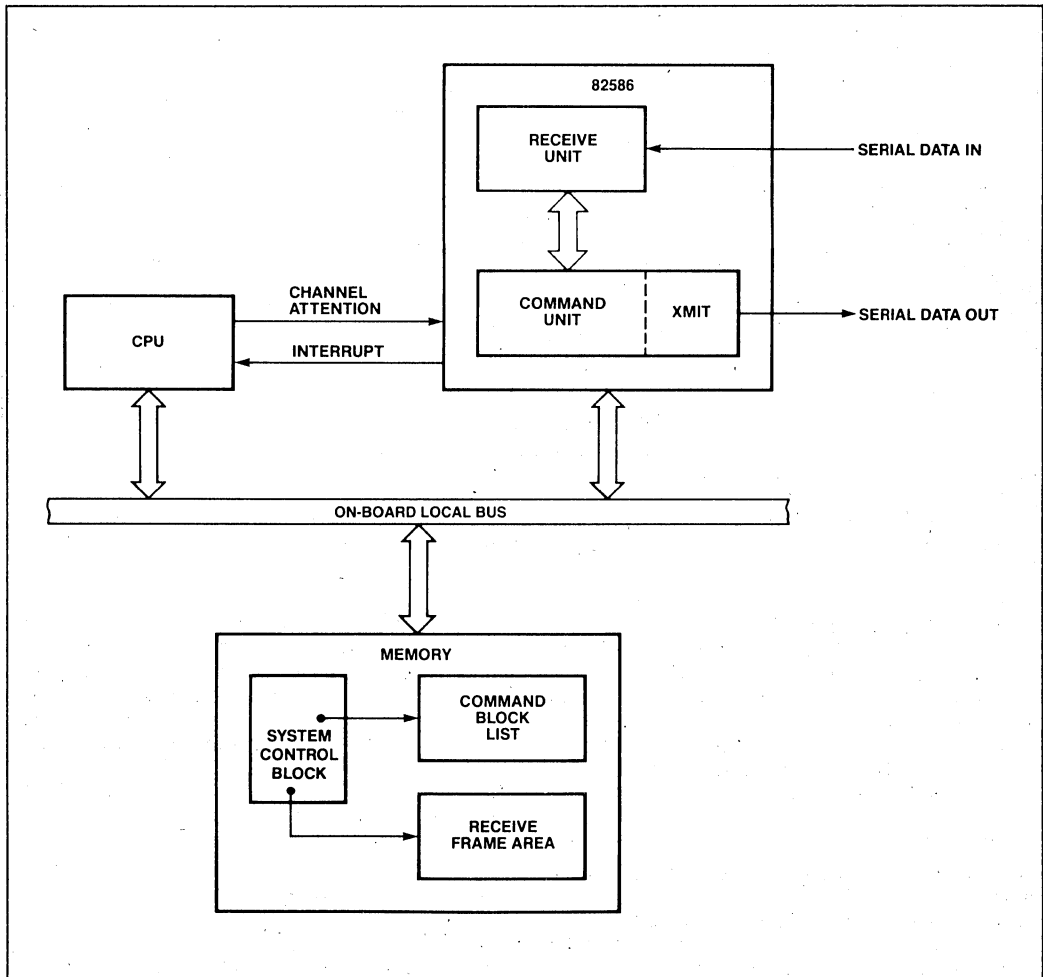 82586
RECEIVE
UNIT
SERIAL DATA IN
CHANNEL
ATTENTION
COMMAND
UNIT
XMIT
SERIAL DATA OUT
CPU
INTERRUPT
ON-BOARD LOCAL BUS
MEMORY
SYSTEM
CONTROL
BLOCK
COMMAND
BLOCK
LIST
RECEIVE
FRAME AREA